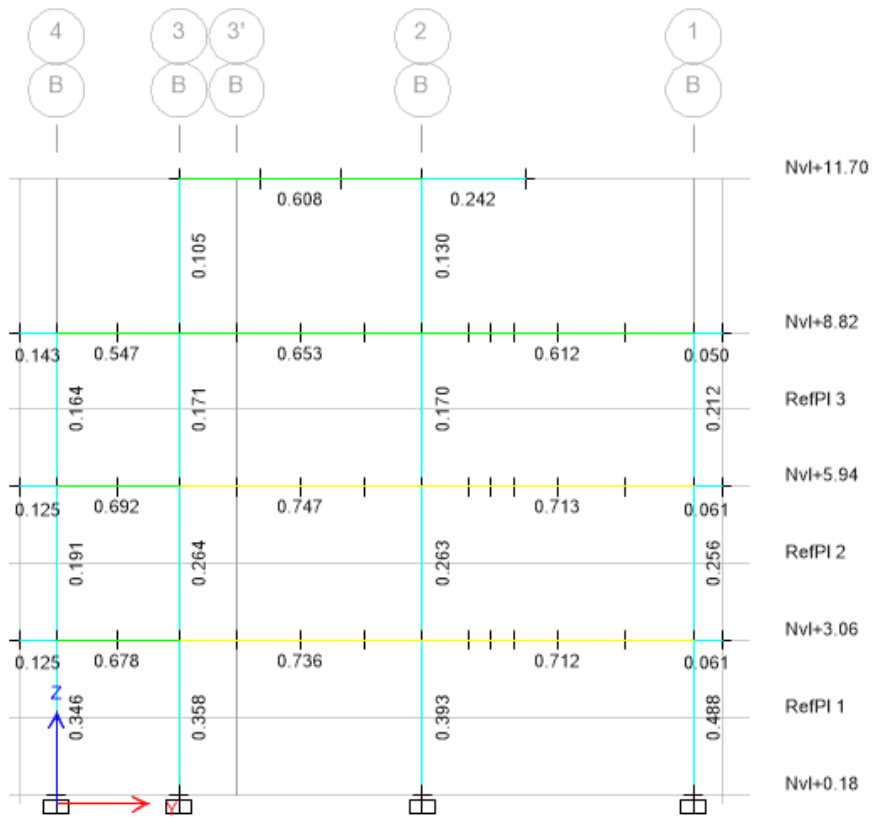 4 3 3' 2 1
B B B B B
Nvl+11.70
0.608 0.242
0.105 0.130
Nvl+8.82
0.143 0.547 0.653 0.612 0.050
0.164 0.171 0.170 0.212
RefPl 3
Nvl+5.94
0.125 0.692 0.747 0.713 0.061
0.191 0.264 0.263 0.256
RefPl 2
Nvl+3.06
0.125 0.678 0.736 0.712 0.061
Z
0.346 0.358 0.393 0.488
RefPl 1
Nvl+0.18
Y